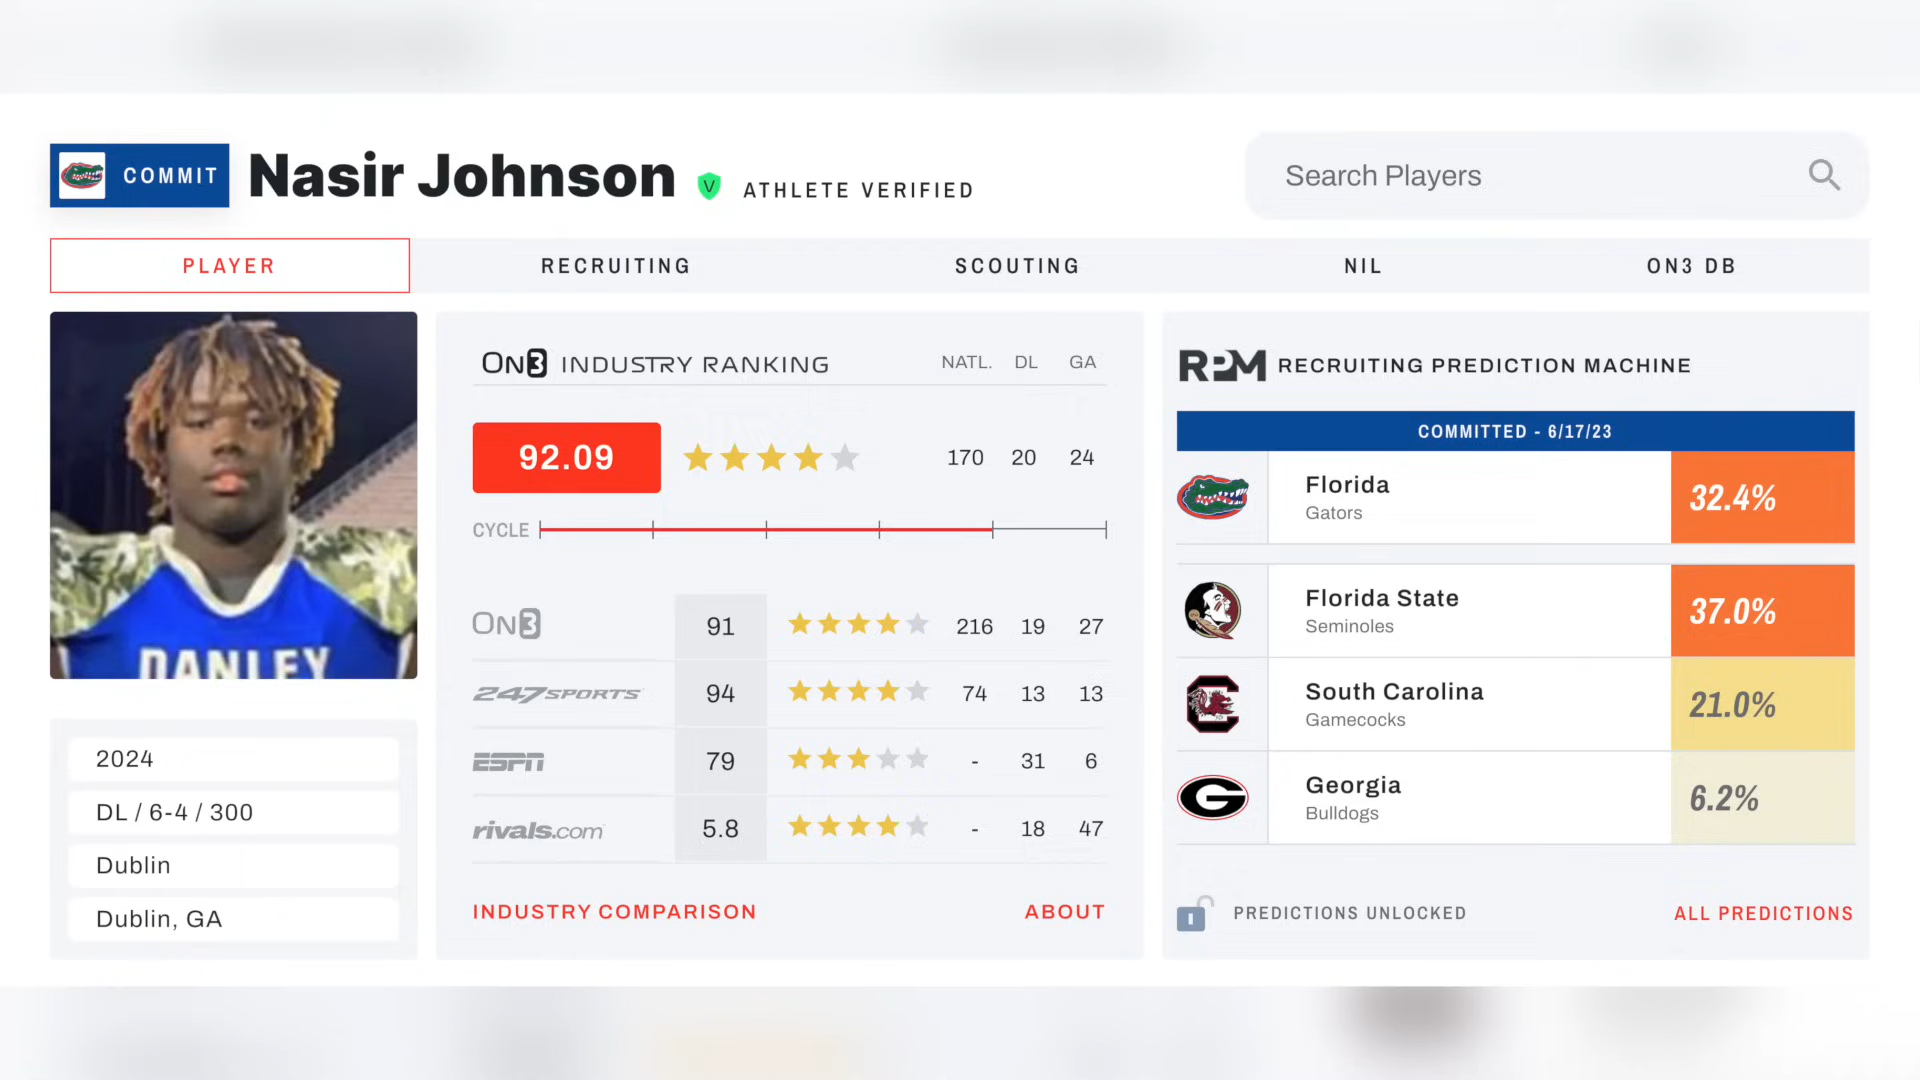 COMMIT Nasir Johnson V ATHLETE VERIFIED Search Players
PLAYER RECRUITING SCOUTING NIL ON3 DB
DANLEY
2024
DL / 6-4 / 300
Dublin
Dublin, GA
ON3 INDUSTRY RANKING NATL. DL GA
92.09 170 20 24
CYCLE
ON3 91 216 19 27
247SPORTS 94 74 13 13
ESPN 79 - 31 6
rivals.com 5.8 - 18 47
INDUSTRY COMPARISON ABOUT
RPM RECRUITING PREDICTION MACHINE
COMMITTED - 6/17/23
Florida
Gators
32.4%
Florida State
Seminoles
37.0%
South Carolina
Gamecocks
21.0%
Georgia
Bulldogs
6.2%
PREDICTIONS UNLOCKED ALL PREDICTIONS